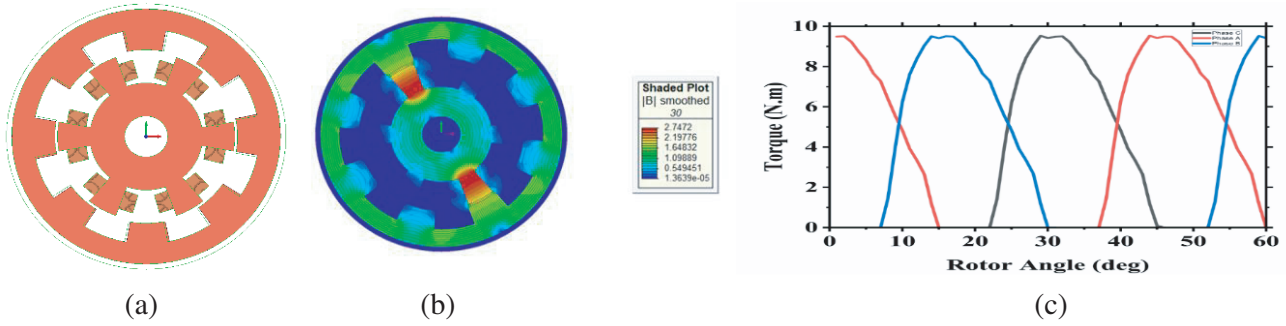 Shaded Plot
|B| smoothed
30
2.7472
2.19776
1.64832
1.09889
0.549451
1.3639e-05
Torque (N.m)
10
8
6
4
2
0
Phase C
Phase A
Phase B
0 10 20 30 40 50 60
Rotor Angle (deg)
(a) (b) (c)